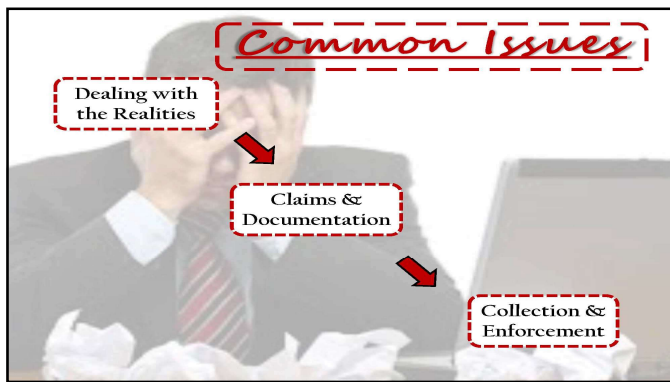 Common Issues
Dealing with
the Realities
Claims &
Documentation
Collection &
Enforcement